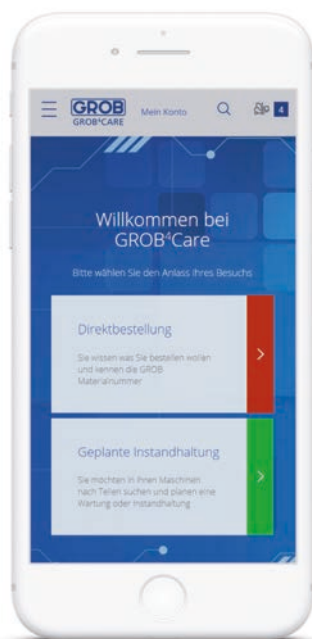 GROB
GROB⁴CARE
Mein Konto
4
Willkommen bei
GROB⁴Care
Bitte wählen Sie den Anlass Ihres Besuchs
Direktbestellung
Sie wissen was Sie bestellen wollen
und kennen die GROB
Materialnummer
Geplante Instandhaltung
Sie möchten in Ihren Maschinen
nach Teilen suchen und planen eine
Wartung oder Instandhaltung